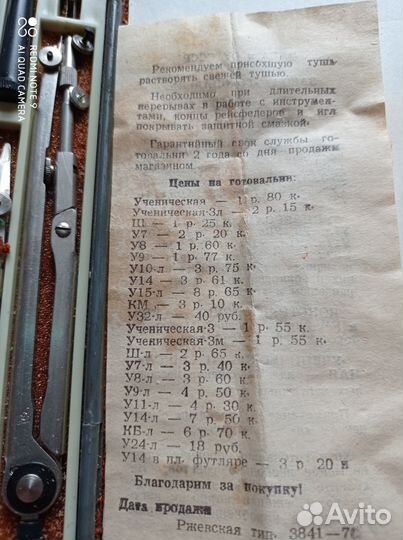 Рекомендуем присохшую тушь
растворять свежей тушью.
Необходимо при длительных
перерывах в работе с инструмен-
тами, концы рейсфедеров и игл
покрывать защитной смазкой.
Гарантийный срок службы гото-
вальни 2 года со дня продажи
магазином.
Цены на готовальни:
Ученическая — 1 р. 80 к.
Ученическая-3л — 2 р. 15 к.
Ш — 1 р. 25 к.
У7 — 2 р. 20 к.
У8 — 1 р. 60 к.
У9 — 1 р. 77 к.
У10-л — 3 р. 75 к.
У14 — 3 р. 61 к.
У15-л — 8 р. 65 к.
КМ — 3 р. 10 к.
У32-л — 40 руб.
Ученическая-3 — 1 р. 55 к.
Ученическая-3м — 1 р. 55 к.
Ш-л — 2 р. 65 к.
У7-л — 3 р. 40 к.
У8-л — 3 р. 60 к.
У9-л — 4 р. 50 к.
У11-л — 4 р. 30 к.
У14-л — 7 р. 50 к.
КБ-л — 6 р. 70 к.
У24-л — 18 руб.
У14 в пл. футляре — 3 р. 20 к
Благодарим за покупку!
Дата продажи
Ржевская тип. 3841—7
REDMI NOTE 9
AI QUAD CAMERA
Avito